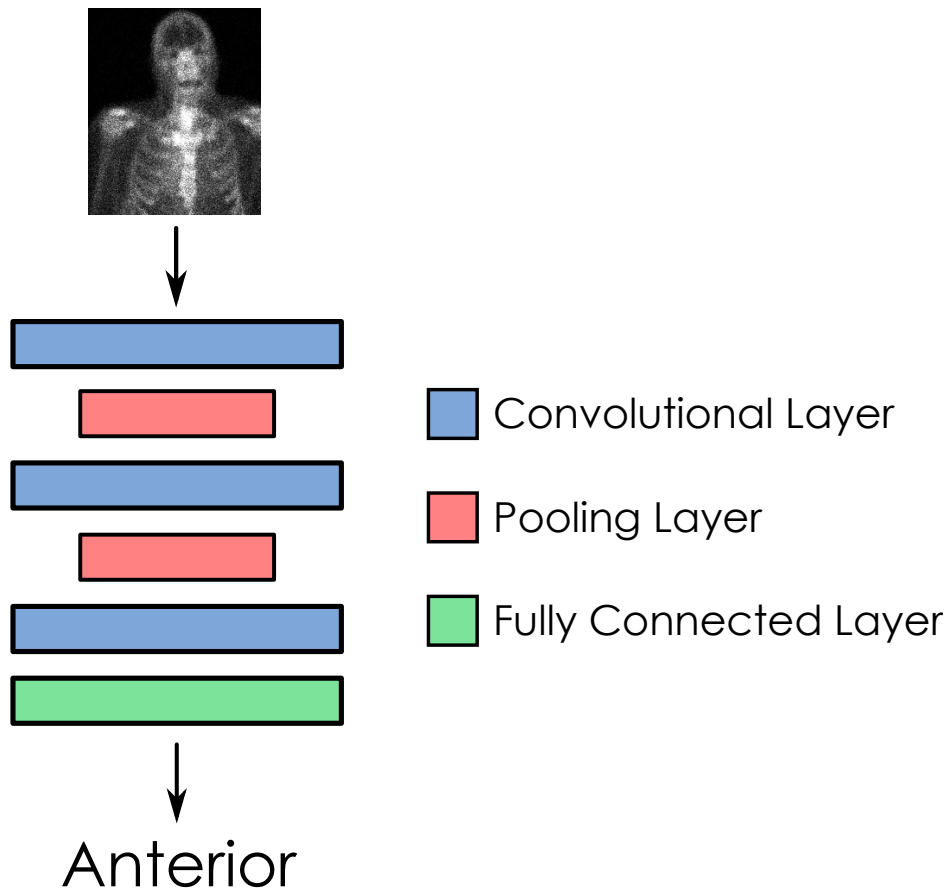 Convolutional Layer
Pooling Layer
Fully Connected Layer
Anterior